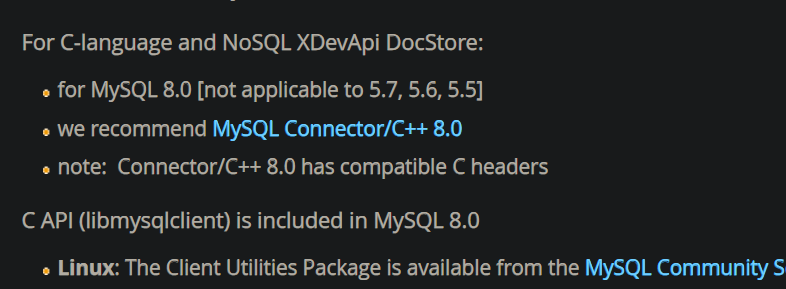 For C-language and NoSQL XDevApi DocStore:
for MySQL 8.0 [not applicable to 5.7, 5.6, 5.5]
we recommend MySQL Connector/C++ 8.0
note: Connector/C++ 8.0 has compatible C headers
C API (libmysqlclient) is included in MySQL 8.0
Linux: The Client Utilities Package is available from the MySQL Community